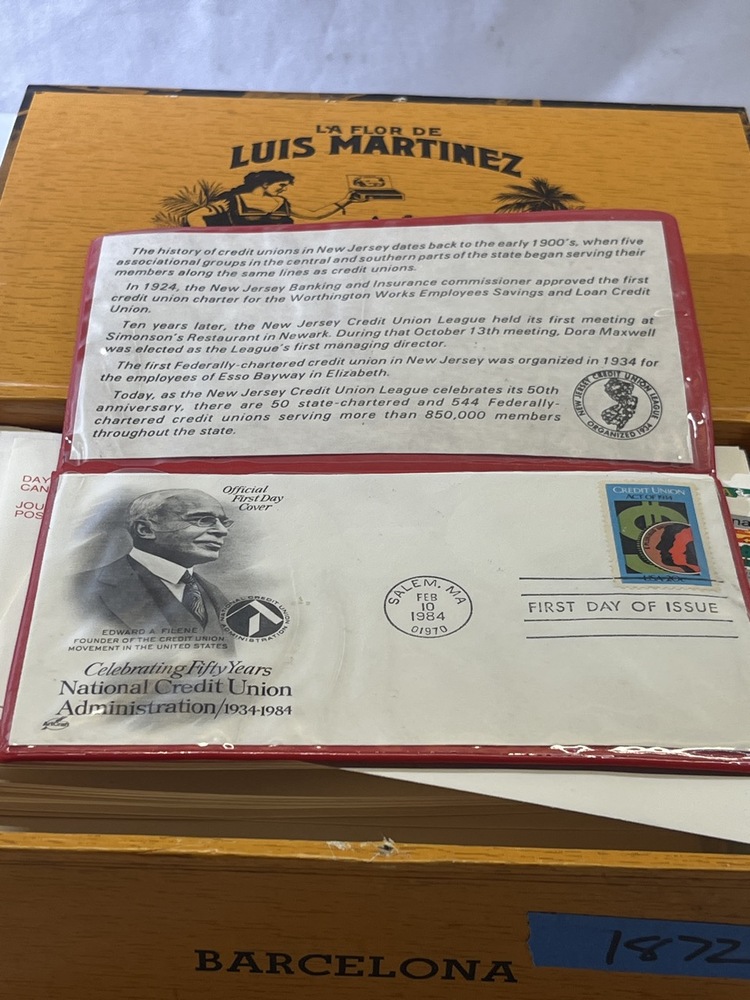 LA FLOR DE
LUIS MARTINEZ
The history of credit unions in New Jersey dates back to the early 1900's, when five
associational groups in the central and southern parts of the state began serving their
members along the same lines as credit unions.
In 1924, the New Jersey Banking and Insurance commissioner approved the first
credit union charter for the Worthington Works Employees Savings and Loan Credit
Union.
Ten years later, the New Jersey Credit Union League held its first meeting at
Simonson's Restaurant in Newark. During that October 13th meeting, Dora Maxwell
was elected as the League's first managing director.
The first Federally-chartered credit union in New Jersey was organized in 1934 for
the employees of Esso Bayway in Elizabeth.
Today, as the New Jersey Credit Union League celebrates its 50th
anniversary, there are 50 state-chartered and 544 Federally-
chartered credit unions serving more than 850,000 members
throughout the state.
NEW JERSEY CREDIT UNION LEAGUE
ORGANIZED 1934
DAY
CAN
JOU
POS
Official
First Day
Cover
CREDIT UNION
ACT OF 1934
USA 20c
SALEM, MA
FEB
10
1984
01970
FIRST DAY OF ISSUE
NATIONAL CREDIT UNION
ADMINISTRATION
EDWARD A. FILENE
FOUNDER OF THE CREDIT UNION
MOVEMENT IN THE UNITED STATES
Celebrating Fifty Years
National Credit Union
Administration/1934-1984
ArtCraft
BARCELONA
1872